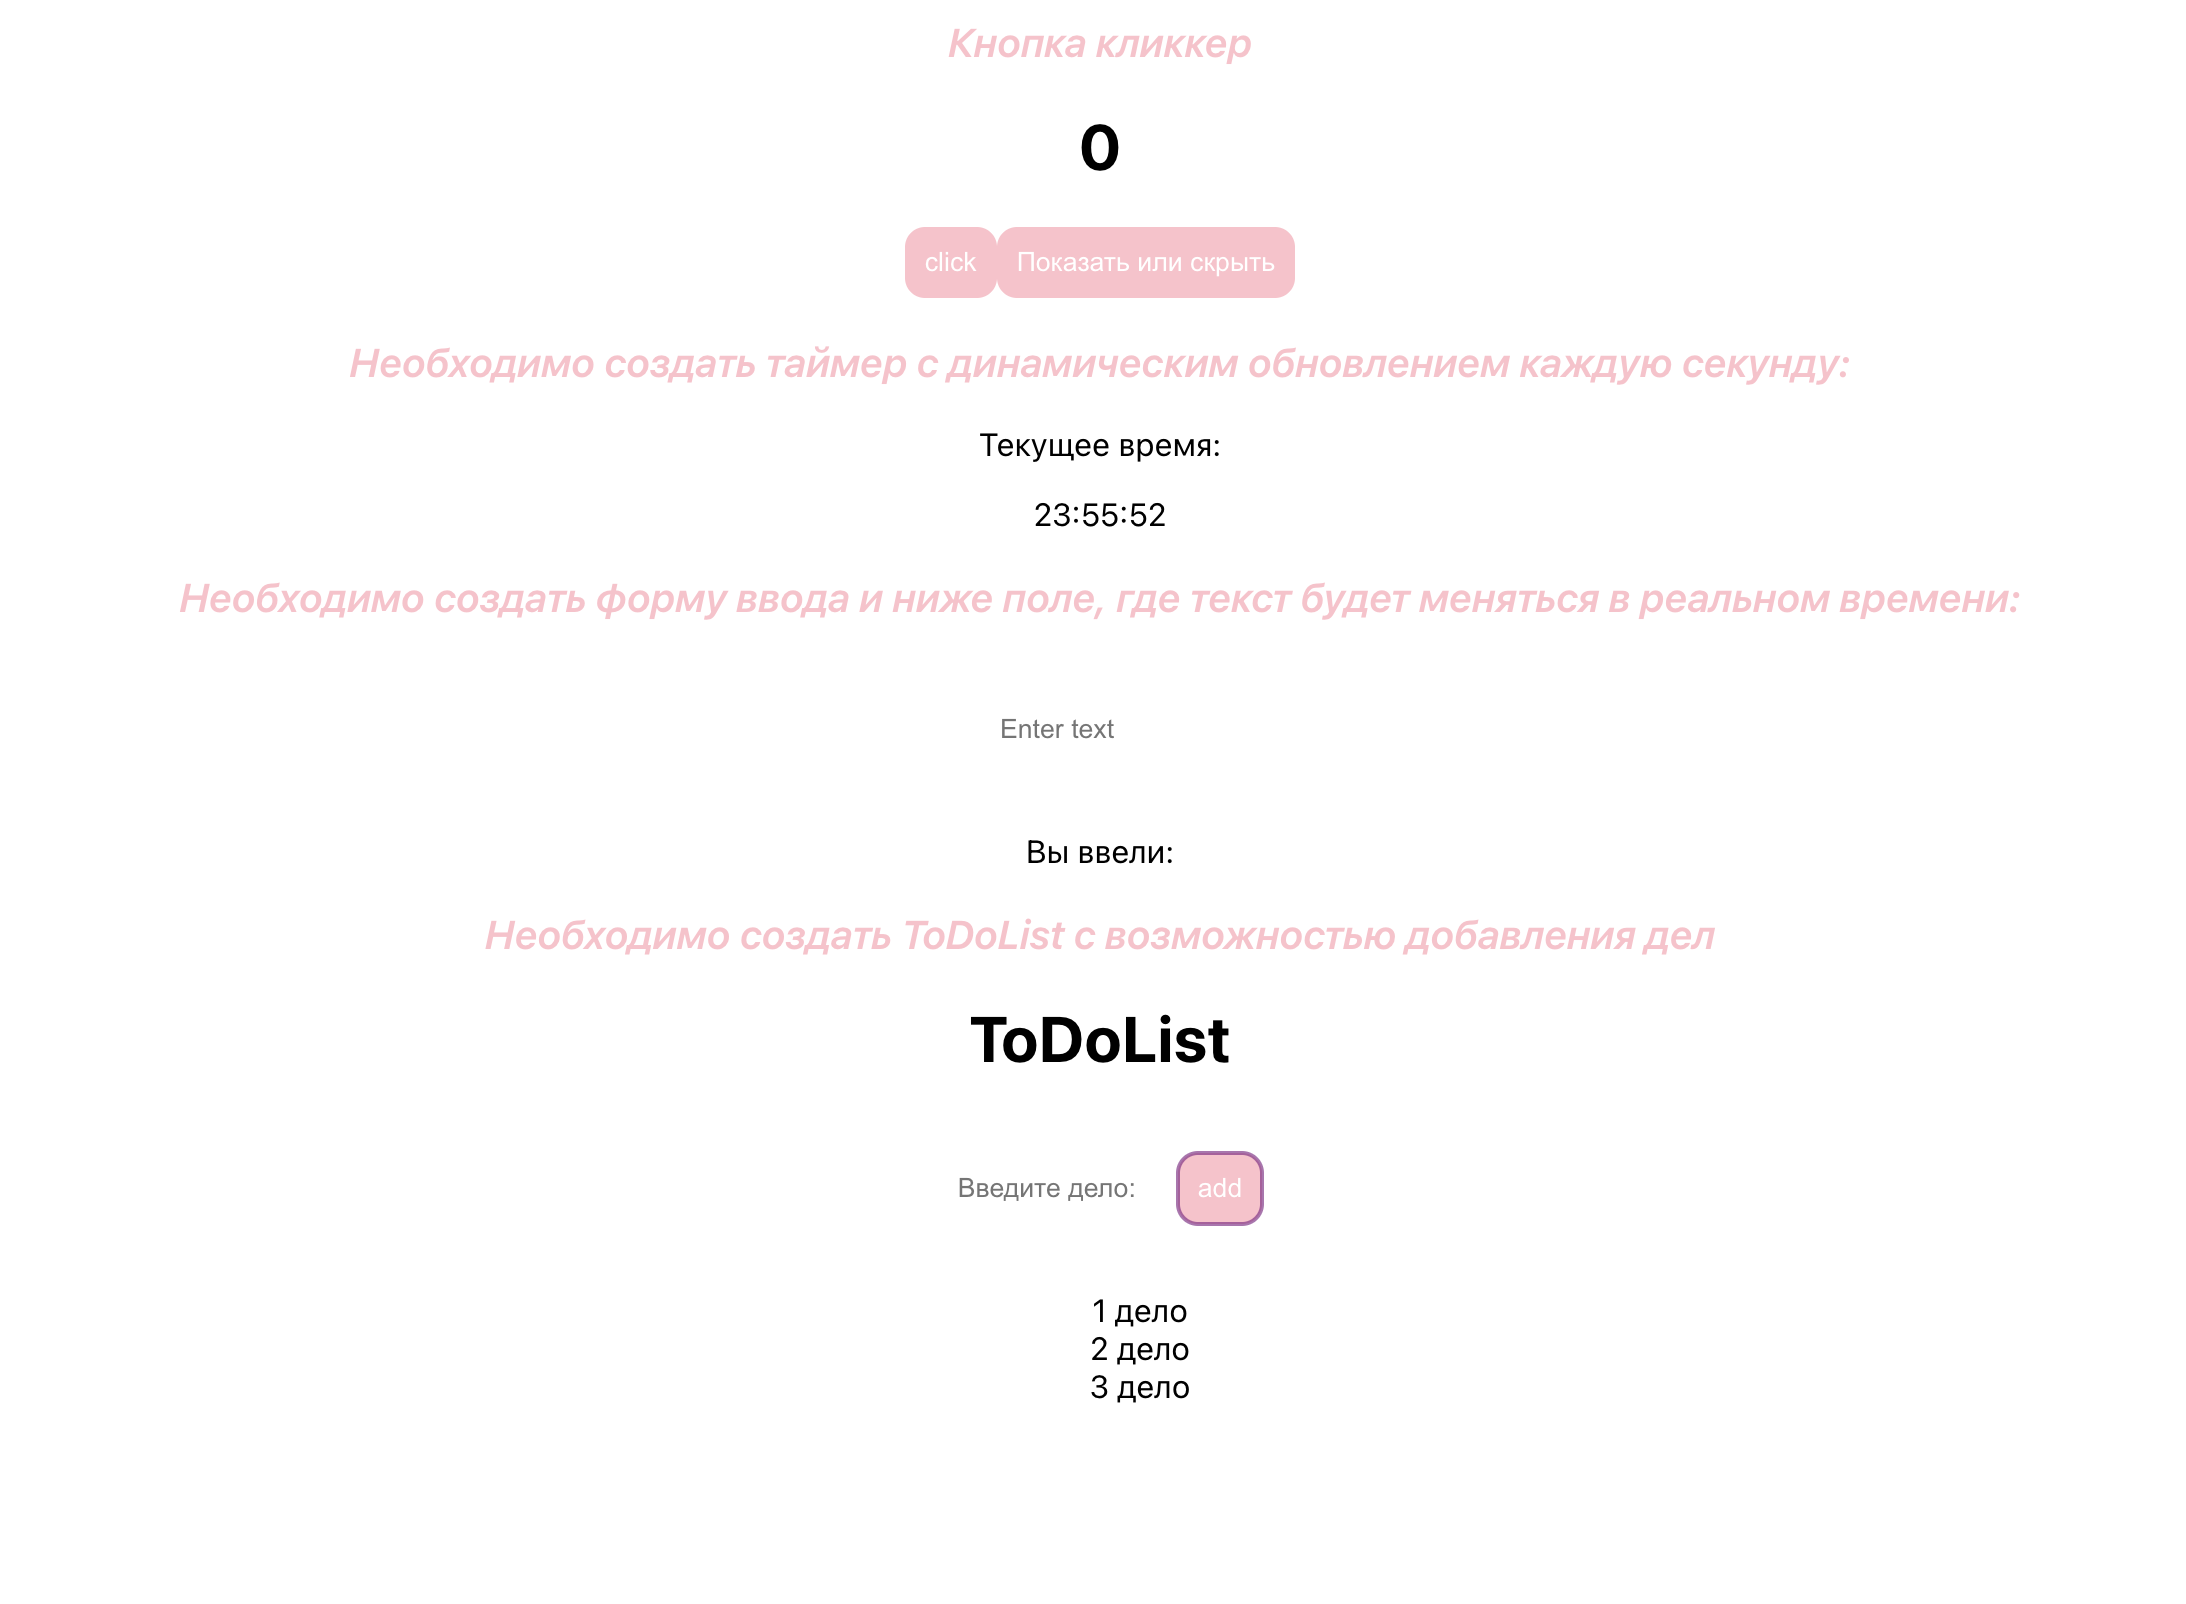 Кнопка кликкер
0
click Показать или скрыть
Необходимо создать таймер с динамическим обновлением каждую секунду:
Текущее время:
23:55:52
Необходимо создать форму ввода и ниже поле, где текст будет меняться в реальном времени:
Enter text
Вы ввели:
Необходимо создать ToDoList с возможностью добавления дел
ToDoList
Введите дело: add
1 дело
2 дело
3 дело